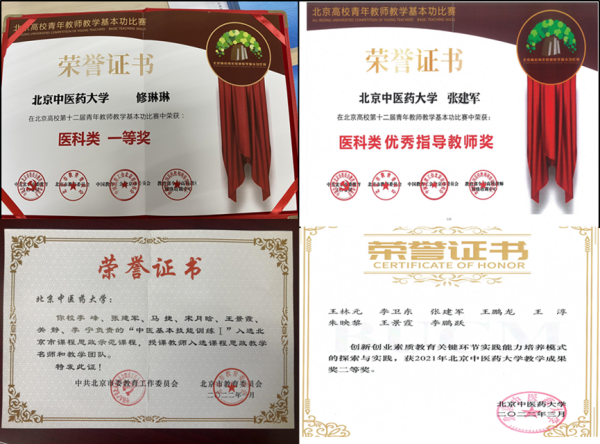 北京高校青年教师教学基本功比赛
荣誉证书
北京中医药大学 修琳琳
在北京高校第十二届青年教师教学基本功比赛中荣获:
医科类 一等奖
北京高校青年教师教学基本功比赛
荣誉证书
北京中医药大学 张建军
在北京高校第十二届青年教师教学基本功比赛中荣获:
医科类 优秀指导教师奖
荣誉证书
北京中医药大学:
你校李峰、张建军、马捷、宋月晗、王景霞、
黔、李宁负责的“中医基本技能训练Ⅰ”入选北
京市课程思政示范课程,授课教师入选课程思政教学
名师和教学团队。
特发此证!
中共北京市委教育工作委员会 北京市教育委员会
荣誉证书
CERTIFICATE OF HONOR
王林元 李卫东 张建军 王鹏龙 王淳
朱映黎 王景霞 李鹏跃
创新创业素质教育关键环节实践能力培养模式
的探索与实践,获2021年北京中医药大学教学成果
奖二等奖。
北京中医药大学
二〇二二年三月